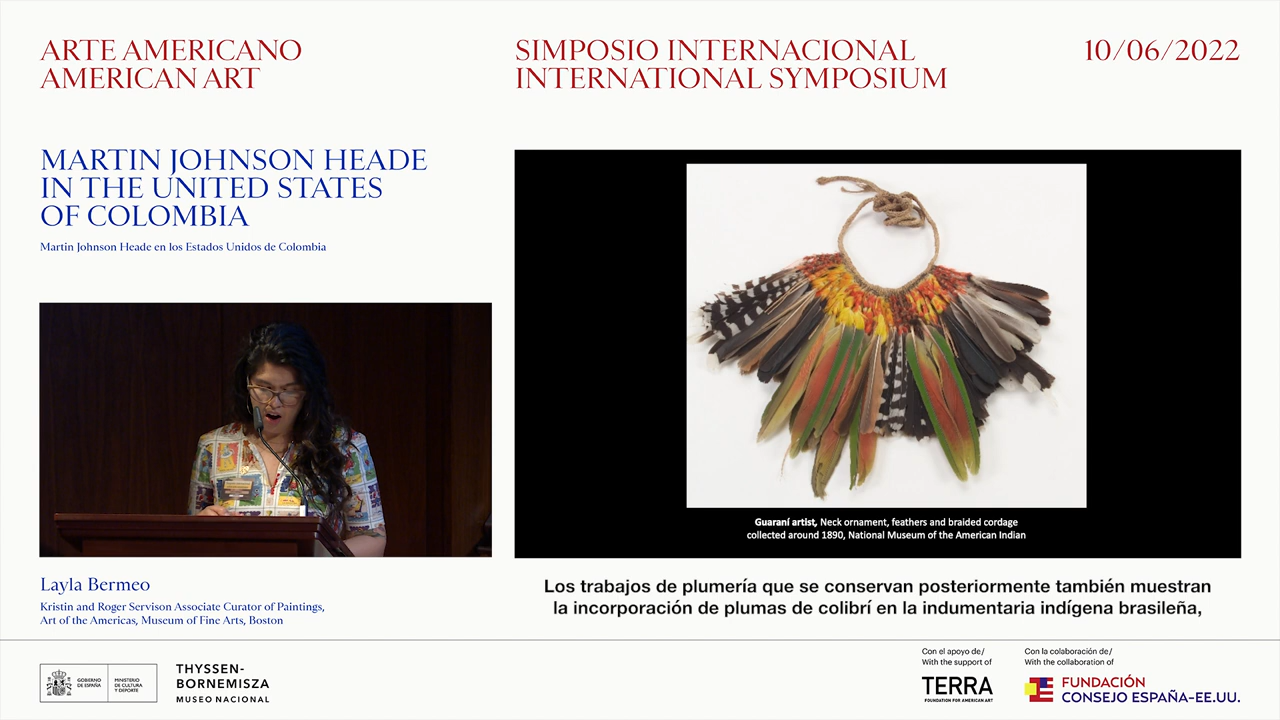 ARTE AMERICANO
AMERICAN ART
SIMPOSIO INTERNACIONAL
INTERNATIONAL SYMPOSIUM
10/06/2022
MARTIN JOHNSON HEADE
IN THE UNITED STATES
OF COLOMBIA
Martin Johnson Heade en los Estados Unidos de Colombia
Guaraní artist, Neck ornament, feathers and braided cordage
collected around 1890, National Museum of the American Indian
Layla Bermeo
Kristin and Roger Servison Associate Curator of Paintings,
Art of the Americas, Museum of Fine Arts, Boston
Los trabajos de plumería que se conservan posteriormente también muestran
la incorporación de plumas de colibrí en la indumentaria indígena brasileña,
GOBIERNO
DE ESPAÑA
MINISTERIO
DE CULTURA
Y DEPORTE
THYSSEN-
BORNEMISZA
MUSEO NACIONAL
Con el apoyo de/
With the support of
TERRA
FOUNDATION FOR AMERICAN ART
Con la colaboración de/
With the collaboration of
FUNDACIÓN
CONSEJO ESPAÑA-EE.UU.